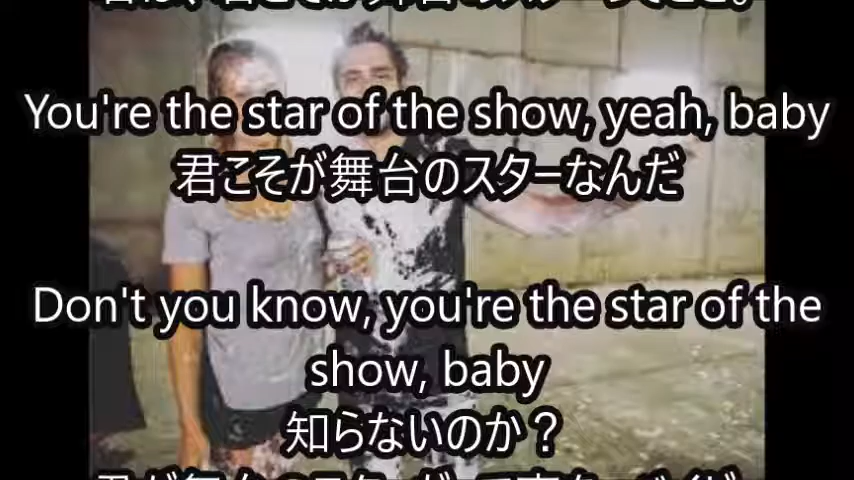 You're the star of the show, yeah, baby
君こそが舞台のスターなんだ
Don't you know, you're the star of the
show, baby
知らないのか？